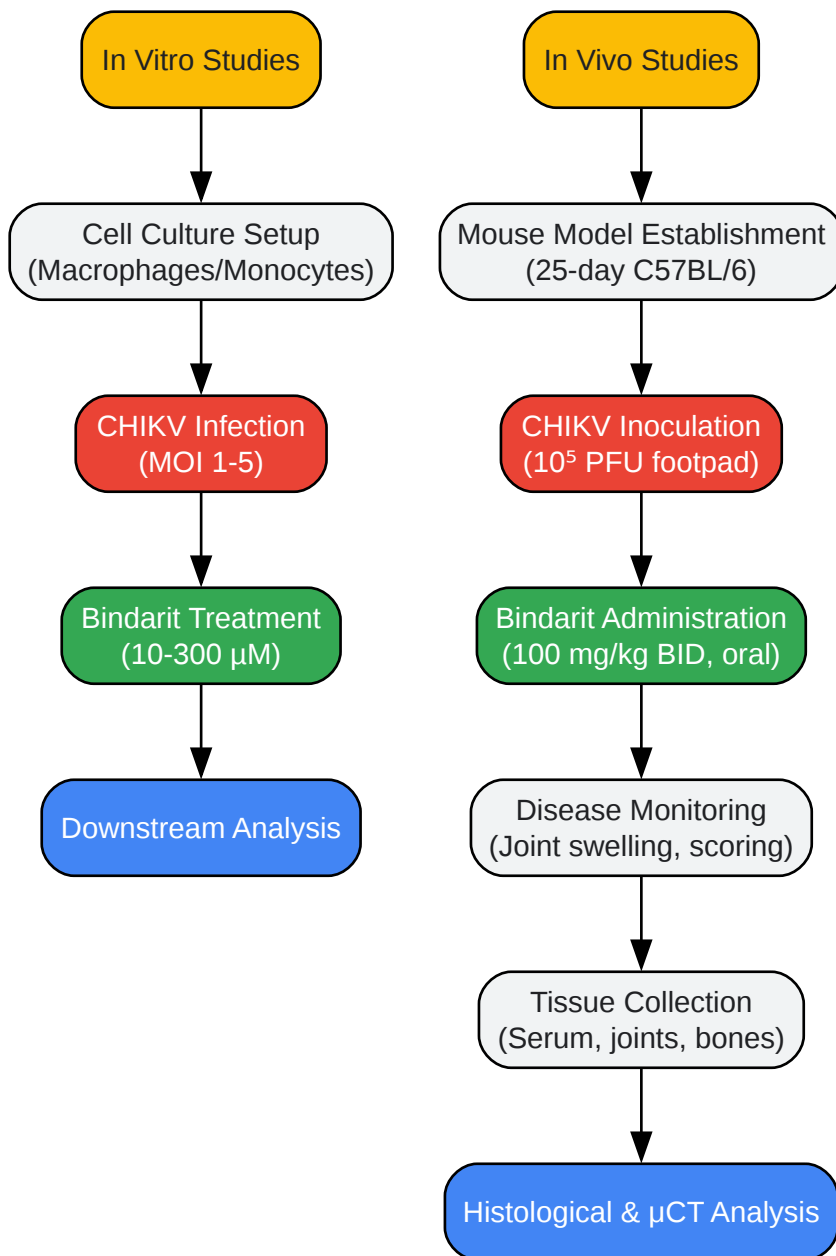 In Vitro Studies
Cell Culture Setup
(Macrophages/Monocytes)
CHIKV Infection
(MOI 1-5)
Bindarit Treatment
(10-300 µM)
Downstream Analysis
In Vivo Studies
Mouse Model Establishment
(25-day C57BL/6)
CHIKV Inoculation
(10⁵ PFU footpad)
Bindarit Administration
(100 mg/kg BID, oral)
Disease Monitoring
(Joint swelling, scoring)
Tissue Collection
(Serum, joints, bones)
Histological & µCT Analysis